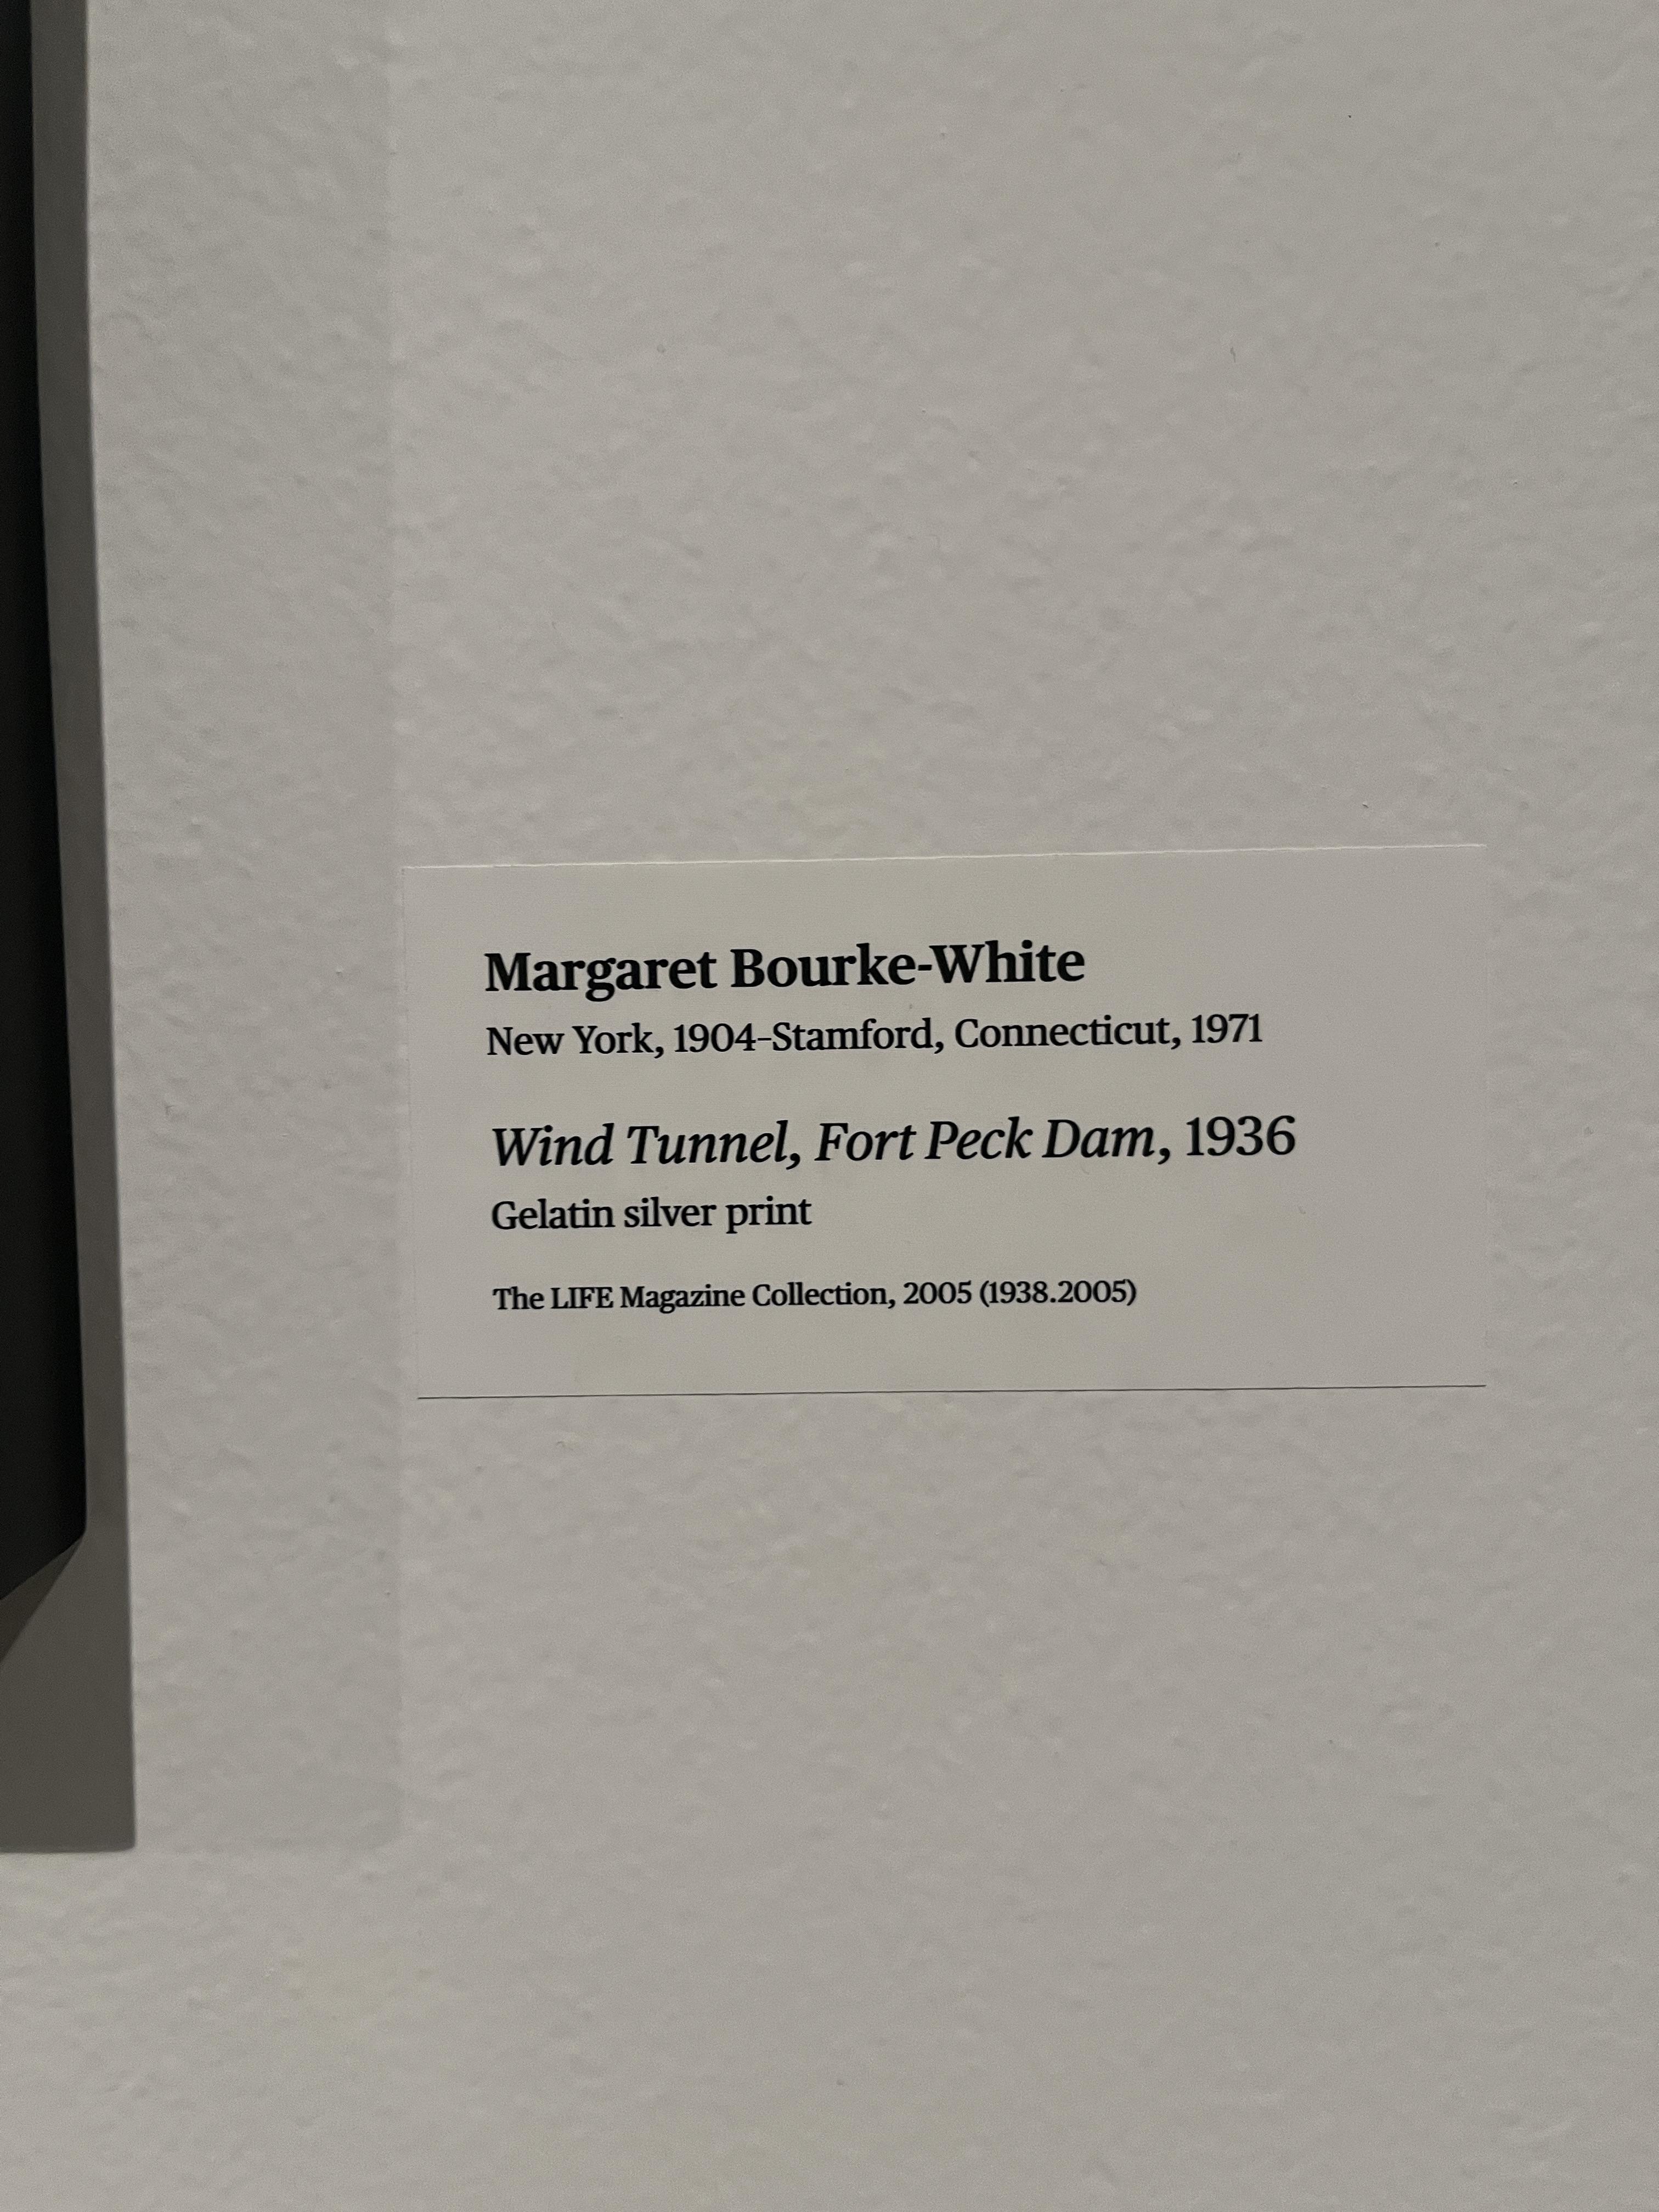 Margaret Bourke-White
New York, 1904–Stamford, Connecticut, 1971
Wind Tunnel, Fort Peck Dam, 1936
Gelatin silver print
The LIFE Magazine Collection, 2005 (1938.2005)